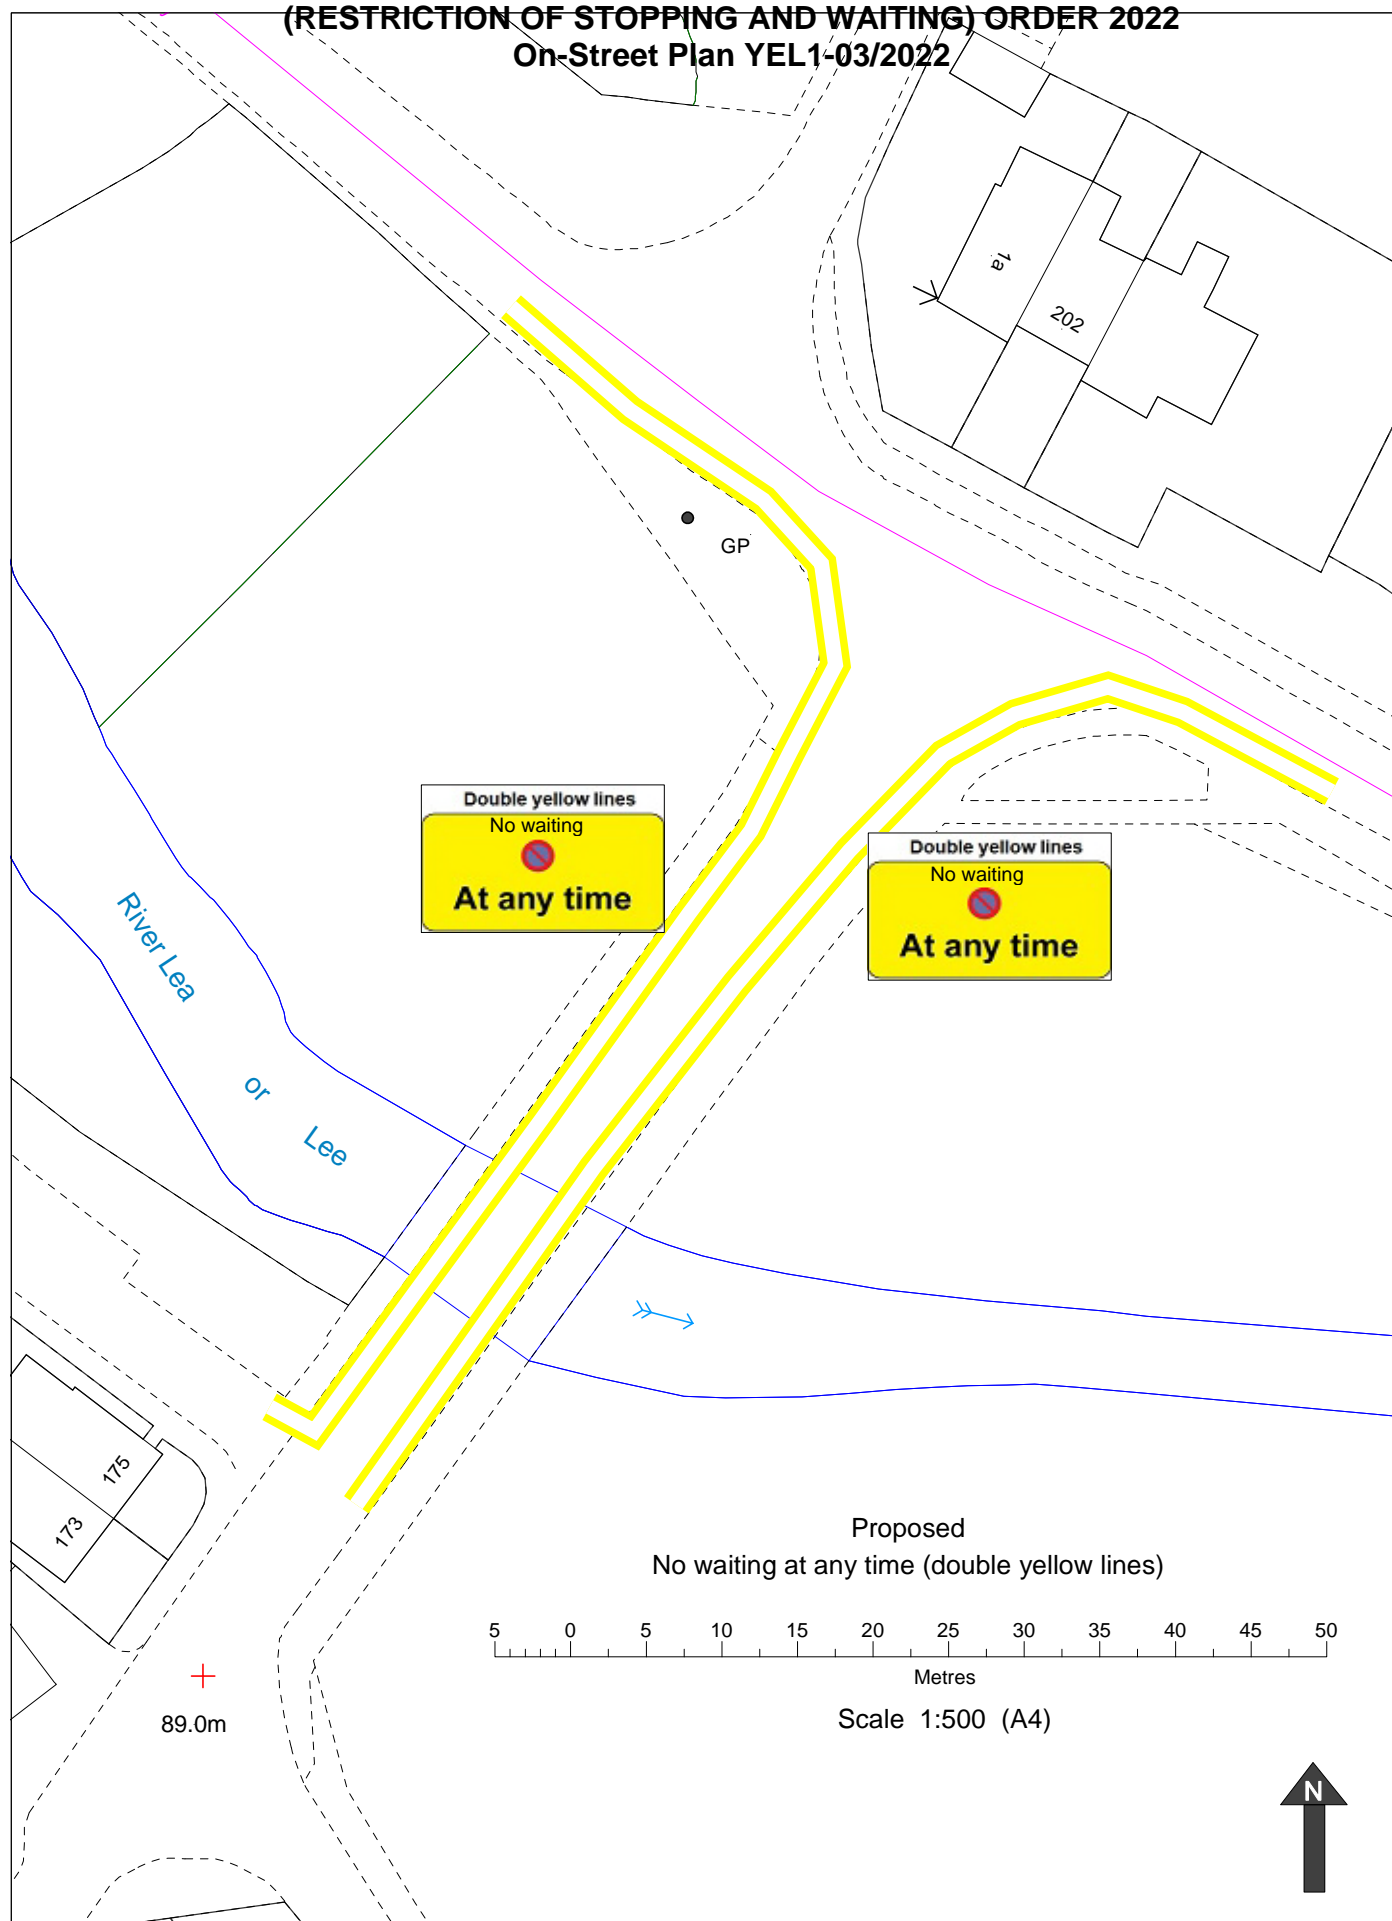 (RESTRICTION OF STOPPING AND WAITING) ORDER 2022
On-Street Plan YEL1-03/2022
1a
202
GP
Double yellow lines
No waiting
At any time
Double yellow lines
No waiting
At any time
River Lea
or
Lee
175
173
Proposed
No waiting at any time (double yellow lines)
5 0 5 10 15 20 25 30 35 40 45 50
Metres
Scale 1:500 (A4)
89.0m
N